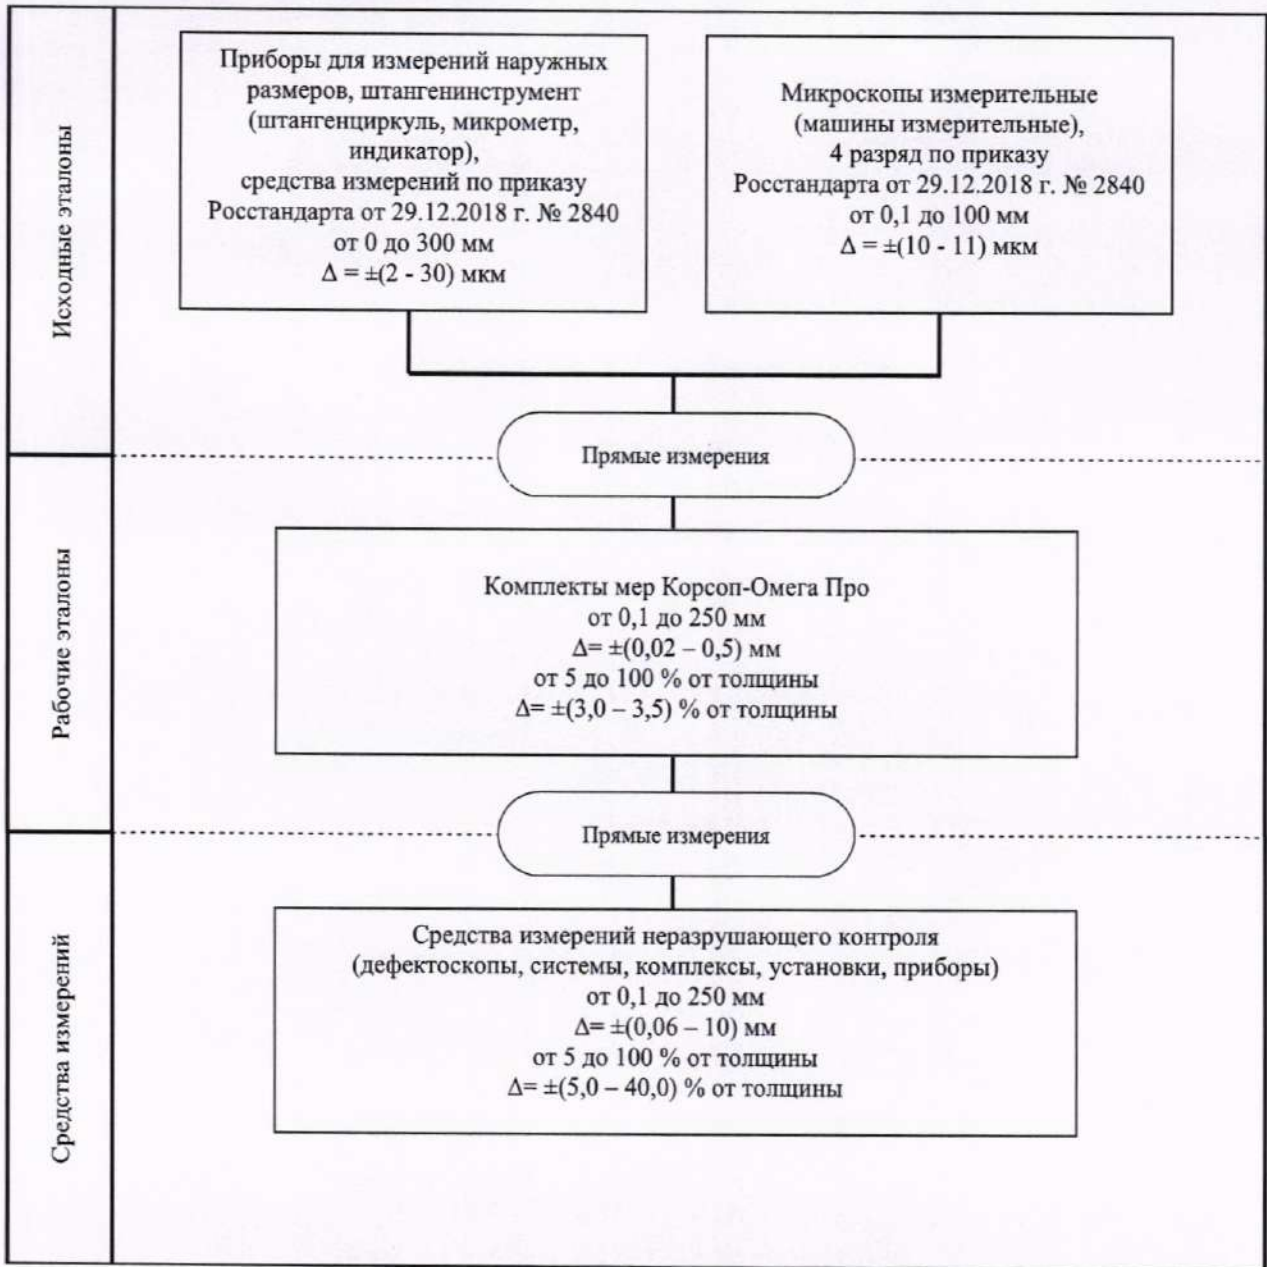 Исходные эталоны
Приборы для измерений наружных
размеров, штангенинструмент
(штангенциркуль, микрометр,
индикатор),
средства измерений по приказу
Росстандарта от 29.12.2018 г. № 2840
от 0 до 300 мм
Δ = ±(2 - 30) мкм
Микроскопы измерительные
(машины измерительные),
4 разряд по приказу
Росстандарта от 29.12.2018 г. № 2840
от 0,1 до 100 мм
Δ = ±(10 - 11) мкм
Прямые измерения
Рабочие эталоны
Комплекты мер Корсоп-Омега Про
от 0,1 до 250 мм
Δ= ±(0,02 – 0,5) мм
от 5 до 100 % от толщины
Δ= ±(3,0 – 3,5) % от толщины
Прямые измерения
Средства измерений
Средства измерений неразрушающего контроля
(дефектоскопы, системы, комплексы, установки, приборы)
от 0,1 до 250 мм
Δ= ±(0,06 – 10) мм
от 5 до 100 % от толщины
Δ= ±(5,0 – 40,0) % от толщины